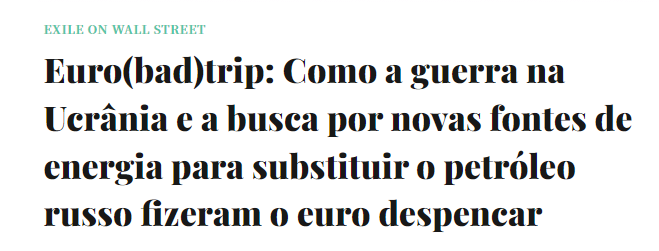 EXILE ON WALL STREET
Euro(bad)trip: Como a guerra na
Ucrânia e a busca por novas fontes de
energia para substituir o petróleo
russo fizeram o euro despencar